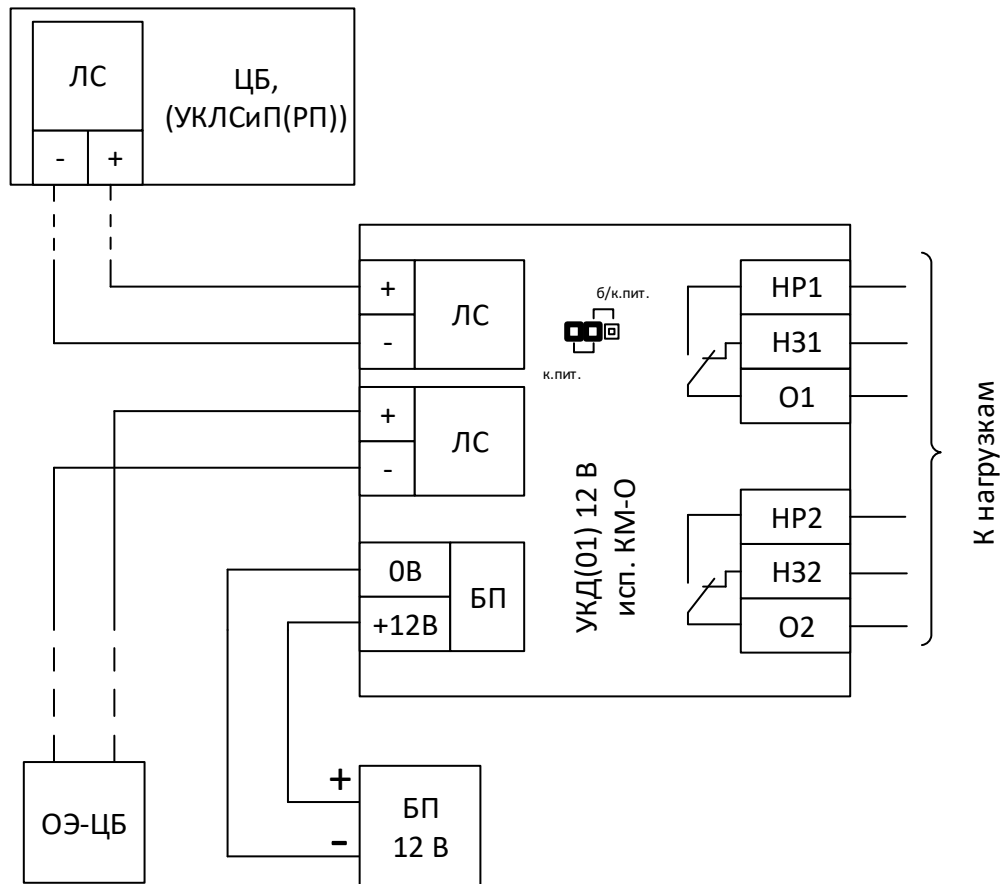 ЛС
ЦБ,
(УКЛСиП(РП))
- +
+
-
ЛС
б/к.пит.
к.пит.
НР1
НЗ1
О1
+
-
ЛС
УКД(01) 12 В
исп. КМ-О
К нагрузкам
НР2
НЗ2
О2
0В
+12В
БП
ОЭ-ЦБ
+
-
БП
12 В